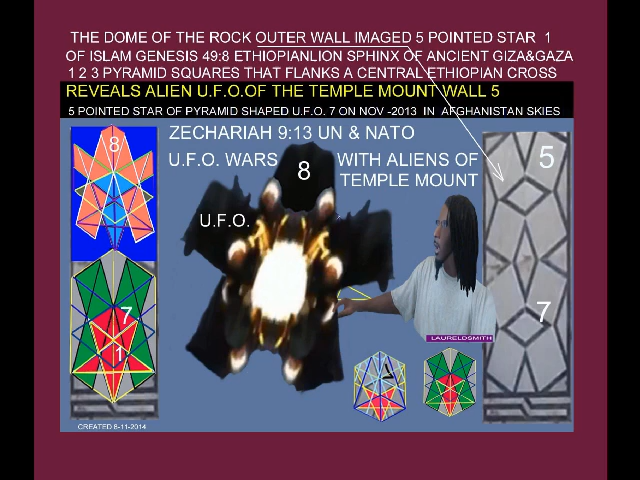 THE DOME OF THE ROCK OUTER WALL IMAGED 5 POINTED STAR 1
OF ISLAM GENESIS 49:8 ETHIOPIANLION SPHINX OF ANCIENT GIZA&GAZA
1 2 3 PYRAMID SQUARES THAT FLANKS A CENTRAL ETHIOPIAN CROSS
REVEALS ALIEN U.F.O.OF THE TEMPLE MOUNT WALL 5
5 POINTED STAR OF PYRAMID SHAPED U.F.O. 7 ON NOV -2013 IN AFGHANISTAN SKIES
ZECHARIAH 9:13 UN & NATO
U.F.O. WARS
WITH ALIENS OF
TEMPLE MOUNT
8
8
5
U.F.O.
7
7
1
LAURELDSMITH
CREATED 8-11-2014